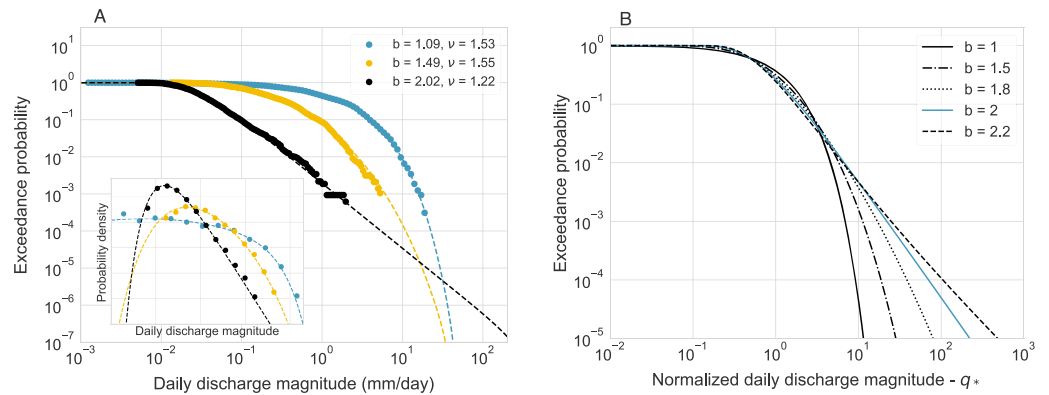 A
10^1
10^0
10^-1
10^-2
10^-3
10^-4
10^-5
10^-6
10^-7
Exceedance probability
b = 1.09, ν = 1.53
b = 1.49, ν = 1.55
b = 2.02, ν = 1.22
Probability density
Daily discharge magnitude
10^-3
10^-2
10^-1
10^0
10^1
10^2
Daily discharge magnitude (mm/day)
B
10^0
10^-1
10^-2
10^-3
10^-4
10^-5
Exceedance probability
b = 1
b = 1.5
b = 1.8
b = 2
b = 2.2
10^-2
10^-1
10^0
10^1
10^2
10^3
Normalized daily discharge magnitude - q*